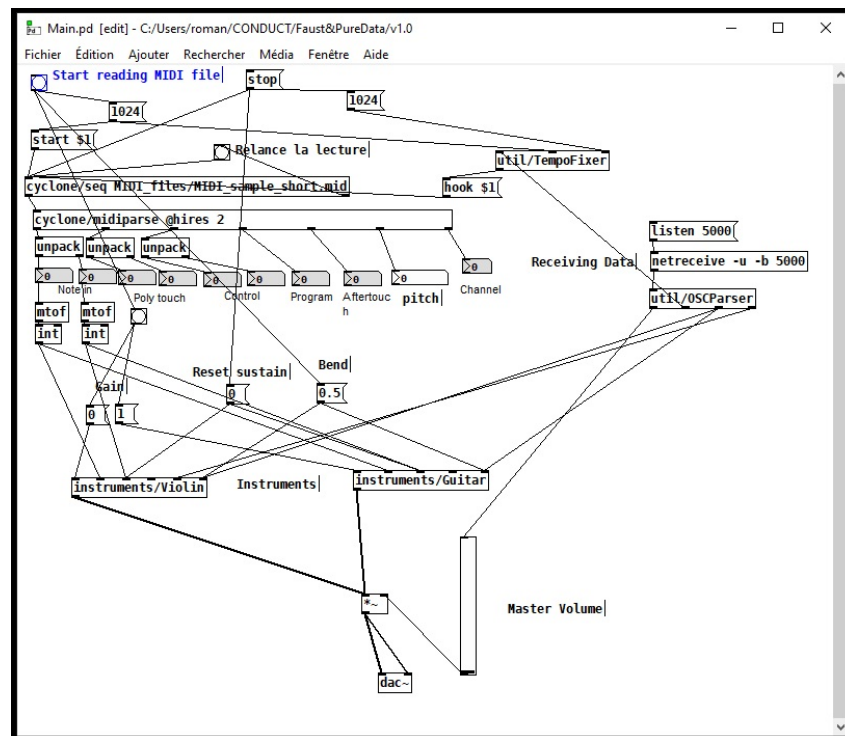 Main.pd [edit] - C:/Users/roman/CONDUCT/Faust&PureData/v1.0
Fichier Édition Ajouter Rechercher Média Fenêtre Aide
Start reading MIDI file
stop
1024
1024
start $1
Relance la lecture
util/TempoFixer
cyclone/seq MIDI_files/MIDI_sample_short.mid
hook $1
cyclone/midiparse @hires 2
listen 5000
unpack unpack unpack
Receiving Data
netreceive -u -b 5000
0 0 0 0 0 0 0 0 0 0
Note in Poly touch Control Program Aftertouch pitch Channel
util/OSCParser
mtof mtof
int int
Gain
Reset sustain
Bend
0 1
0
0.5
instruments/Violin
Instruments
instruments/Guitar
*~
Master Volume
dac~